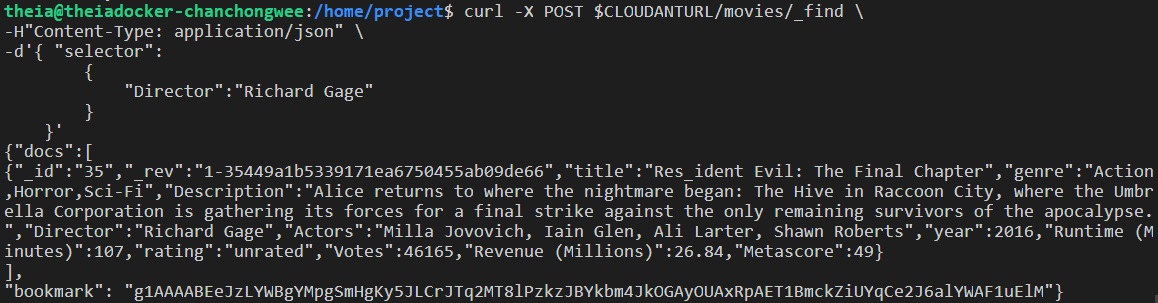 theia@theiadocker-chanchongwee:/home/project$ curl -X POST $CLOUDANTURL/movies/_find \
-H"Content-Type: application/json" \
-d'{ "selector":
        {
            "Director":"Richard Gage"
        }
    }'
{"docs":[
{"_id":"35","_rev":"1-35449a1b5339171ea6750455ab09de66","title":"Res_ident Evil: The Final Chapter","genre":"Action
,Horror,Sci-Fi","Description":"Alice returns to where the nightmare began: The Hive in Raccoon City, where the Umbr
ella Corporation is gathering its forces for a final strike against the only remaining survivors of the apocalypse.
","Director":"Richard Gage","Actors":"Milla Jovovich, Iain Glen, Ali Larter, Shawn Roberts","year":2016,"Runtime (M
inutes)":107,"rating":"unrated","Votes":46165,"Revenue (Millions)":26.84,"Metascore":49}
],
"bookmark": "g1AAAABEeJzLYWBgYMpgSmHgKy5JLCrJTq2MT8lPzkzJBYkbm4JkOGAyOUAxRpAET1BmckZiUYqCe2J6alYWAF1uElM"}